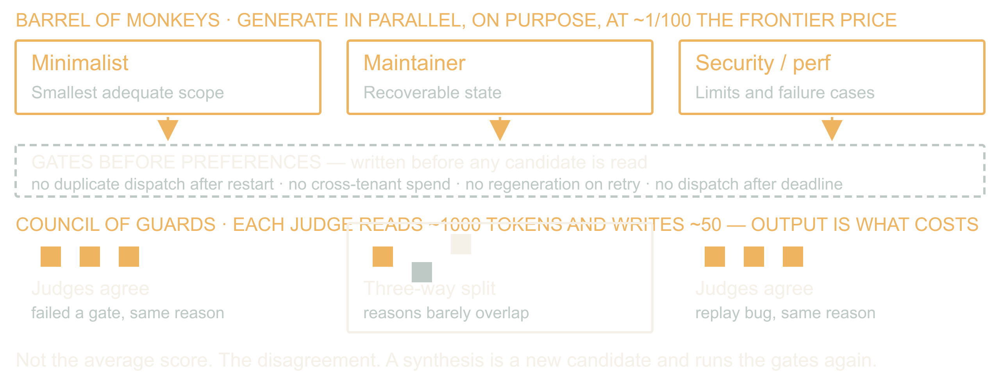 BARREL OF MONKEYS · GENERATE IN PARALLEL, ON PURPOSE, AT ~1/100 THE FRONTIER PRICE
Minimalist
Smallest adequate scope
Maintainer
Recoverable state
Security / perf
Limits and failure cases
GATES BEFORE PREFERENCES — written before any candidate is read
no duplicate dispatch after restart · no cross-tenant spend · no regeneration on retry · no dispatch after deadline
COUNCIL OF GUARDS · EACH JUDGE READS ~1000 TOKENS AND WRITES ~50 — OUTPUT IS WHAT COSTS
Judges agree
failed a gate, same reason
Three-way split
reasons barely overlap
Judges agree
replay bug, same reason
Not the average score. The disagreement. A synthesis is a new candidate and runs the gates again.